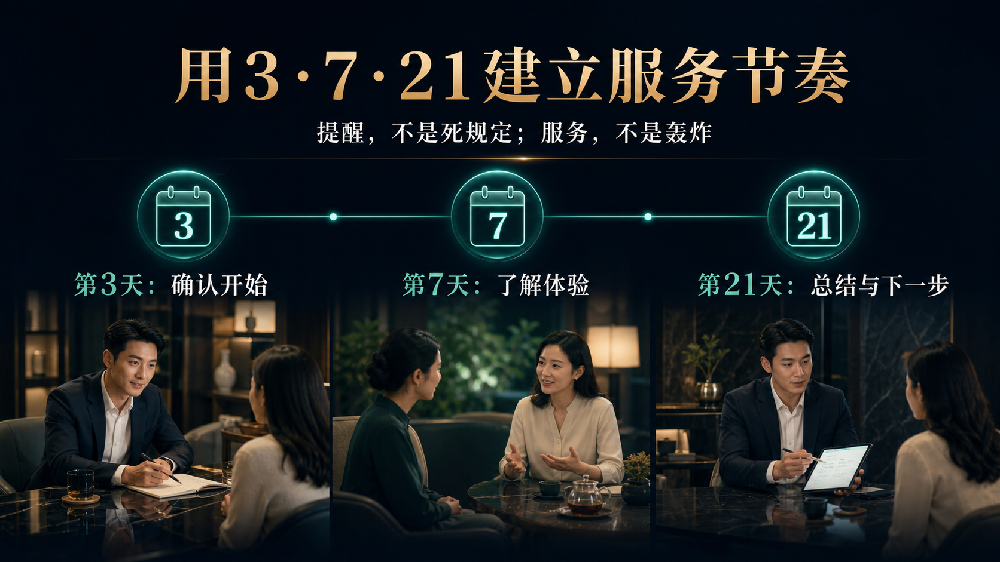 用3·7·21建立服务节奏
提醒，不是死规定；服务，不是轰炸
3
7
21
第3天：确认开始
第7天：了解体验
第21天：总结与下一步